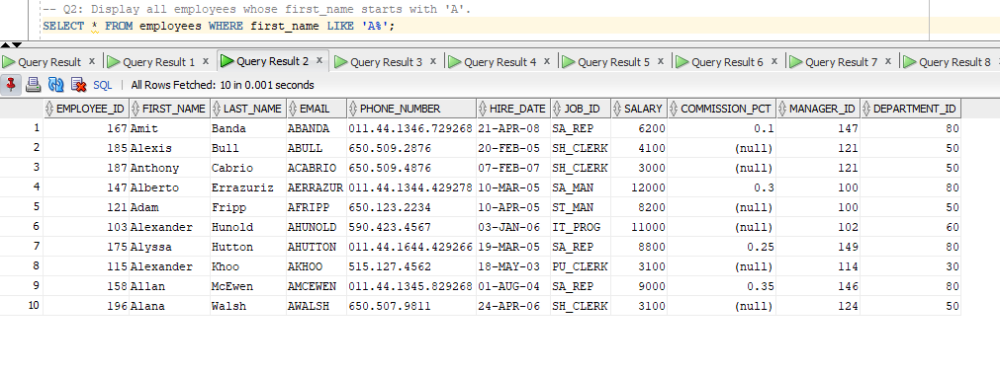 -- Q2: Display all employees whose first_name starts with 'A'.
SELECT * FROM employees WHERE first_name LIKE 'A%';
Query Result x Query Result 1 x Query Result 2 x Query Result 3 x Query Result 4 x Query Result 5 x Query Result 6 x Query Result 7 x Query Result 8
SQL | All Rows Fetched: 10 in 0.001 seconds
EMPLOYEE_ID FIRST_NAME LAST_NAME EMAIL PHONE_NUMBER HIRE_DATE JOB_ID SALARY COMMISSION_PCT MANAGER_ID DEPARTMENT_ID
1 167 Amit Banda ABANDA 011.44.1346.729268 21-APR-08 SA_REP 6200 0.1 147 80
2 185 Alexis Bull ABULL 650.509.2876 20-FEB-05 SH_CLERK 4100 (null) 121 50
3 187 Anthony Cabrio ACABRIO 650.509.4876 07-FEB-07 SH_CLERK 3000 (null) 121 50
4 147 Alberto Errazuriz AERRAZUR 011.44.1344.429278 10-MAR-05 SA_MAN 12000 0.3 100 80
5 121 Adam Fripp AFRIPP 650.123.2234 10-APR-05 ST_MAN 8200 (null) 100 50
6 103 Alexander Hunold AHUNOLD 590.423.4567 03-JAN-06 IT_PROG 11000 (null) 102 60
7 175 Alyssa Hutton AHUTTON 011.44.1644.429266 19-MAR-05 SA_REP 8800 0.25 149 80
8 115 Alexander Khoo AKHOO 515.127.4562 18-MAY-03 PU_CLERK 3100 (null) 114 30
9 158 Allan McEwen AMCEWEN 011.44.1345.829268 01-AUG-04 SA_REP 9000 0.35 146 80
10 196 Alana Walsh AWALSH 650.507.9811 24-APR-06 SH_CLERK 3100 (null) 124 50